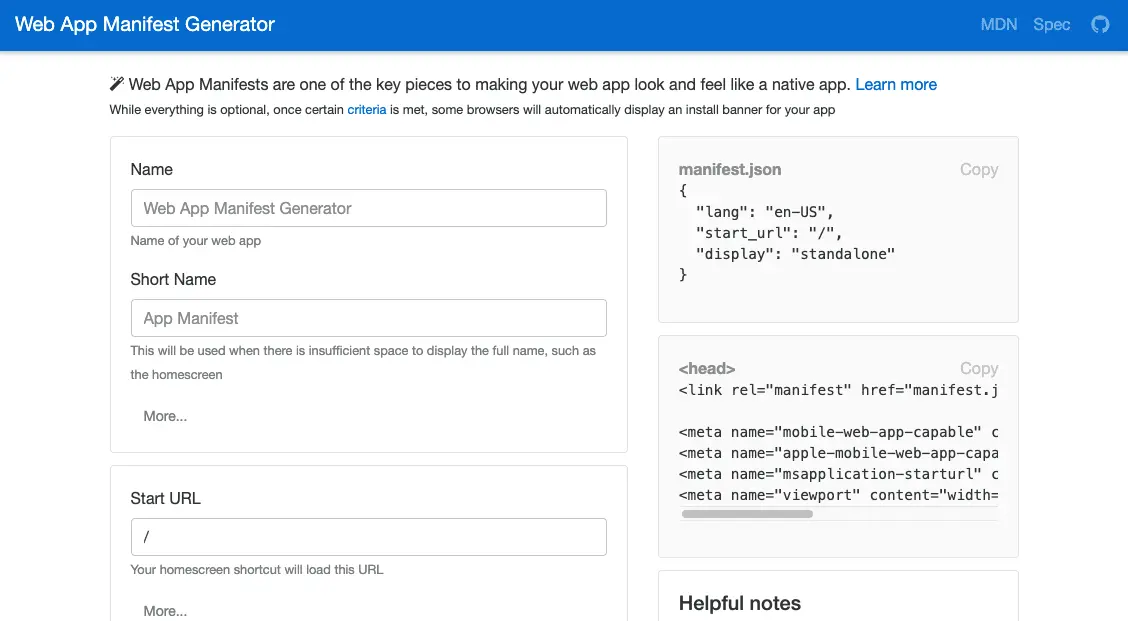 Web App Manifest Generator
MDN Spec
Web App Manifests are one of the key pieces to making your web app look and feel like a native app. Learn more
While everything is optional, once certain criteria is met, some browsers will automatically display an install banner for your app
Name
Web App Manifest Generator
Name of your web app
Short Name
App Manifest
This will be used when there is insufficient space to display the full name, such as
the homescreen
More...
Start URL
/
Your homescreen shortcut will load this URL
More...
manifest.json Copy
{
  "lang": "en-US",
  "start_url": "/",
  "display": "standalone"
}
<head> Copy
<link rel="manifest" href="manifest.j
<meta name="mobile-web-app-capable" c
<meta name="apple-mobile-web-app-capa
<meta name="msapplication-starturl" c
<meta name="viewport" content="width=
Helpful notes